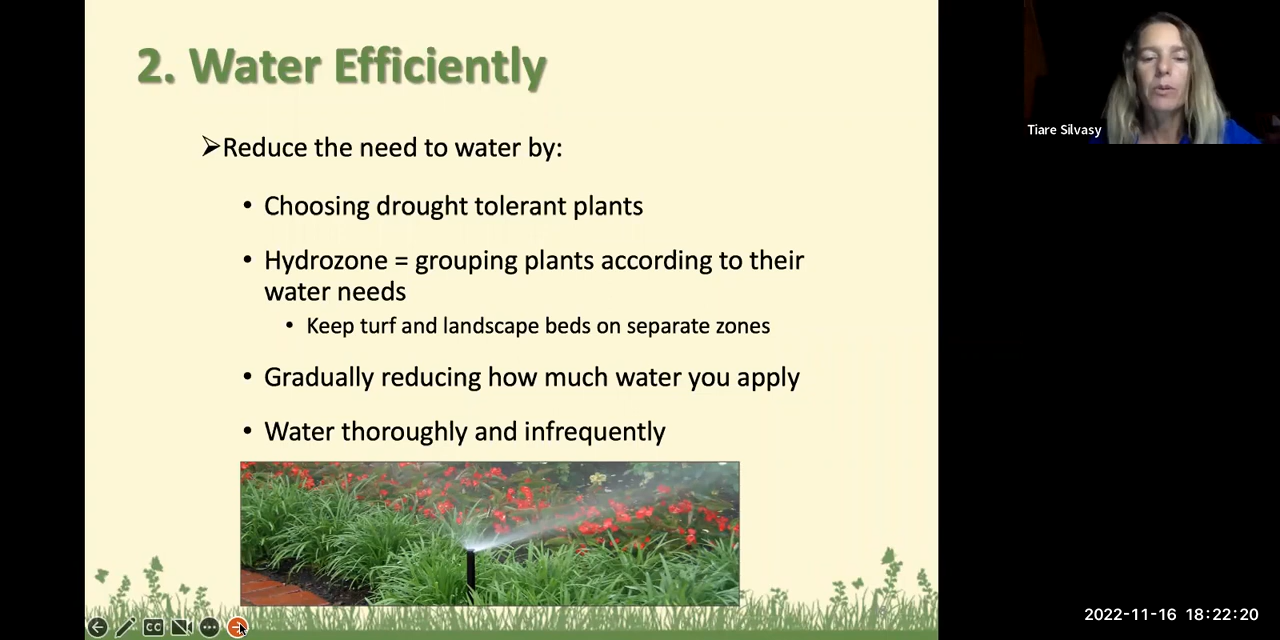 2. Water Efficiently
➢Reduce the need to water by:
• Choosing drought tolerant plants
• Hydrozone = grouping plants according to their
water needs
• Keep turf and landscape beds on separate zones
• Gradually reducing how much water you apply
• Water thoroughly and infrequently
Tiare Silvasy
CC
2022-11-16 18:22:20